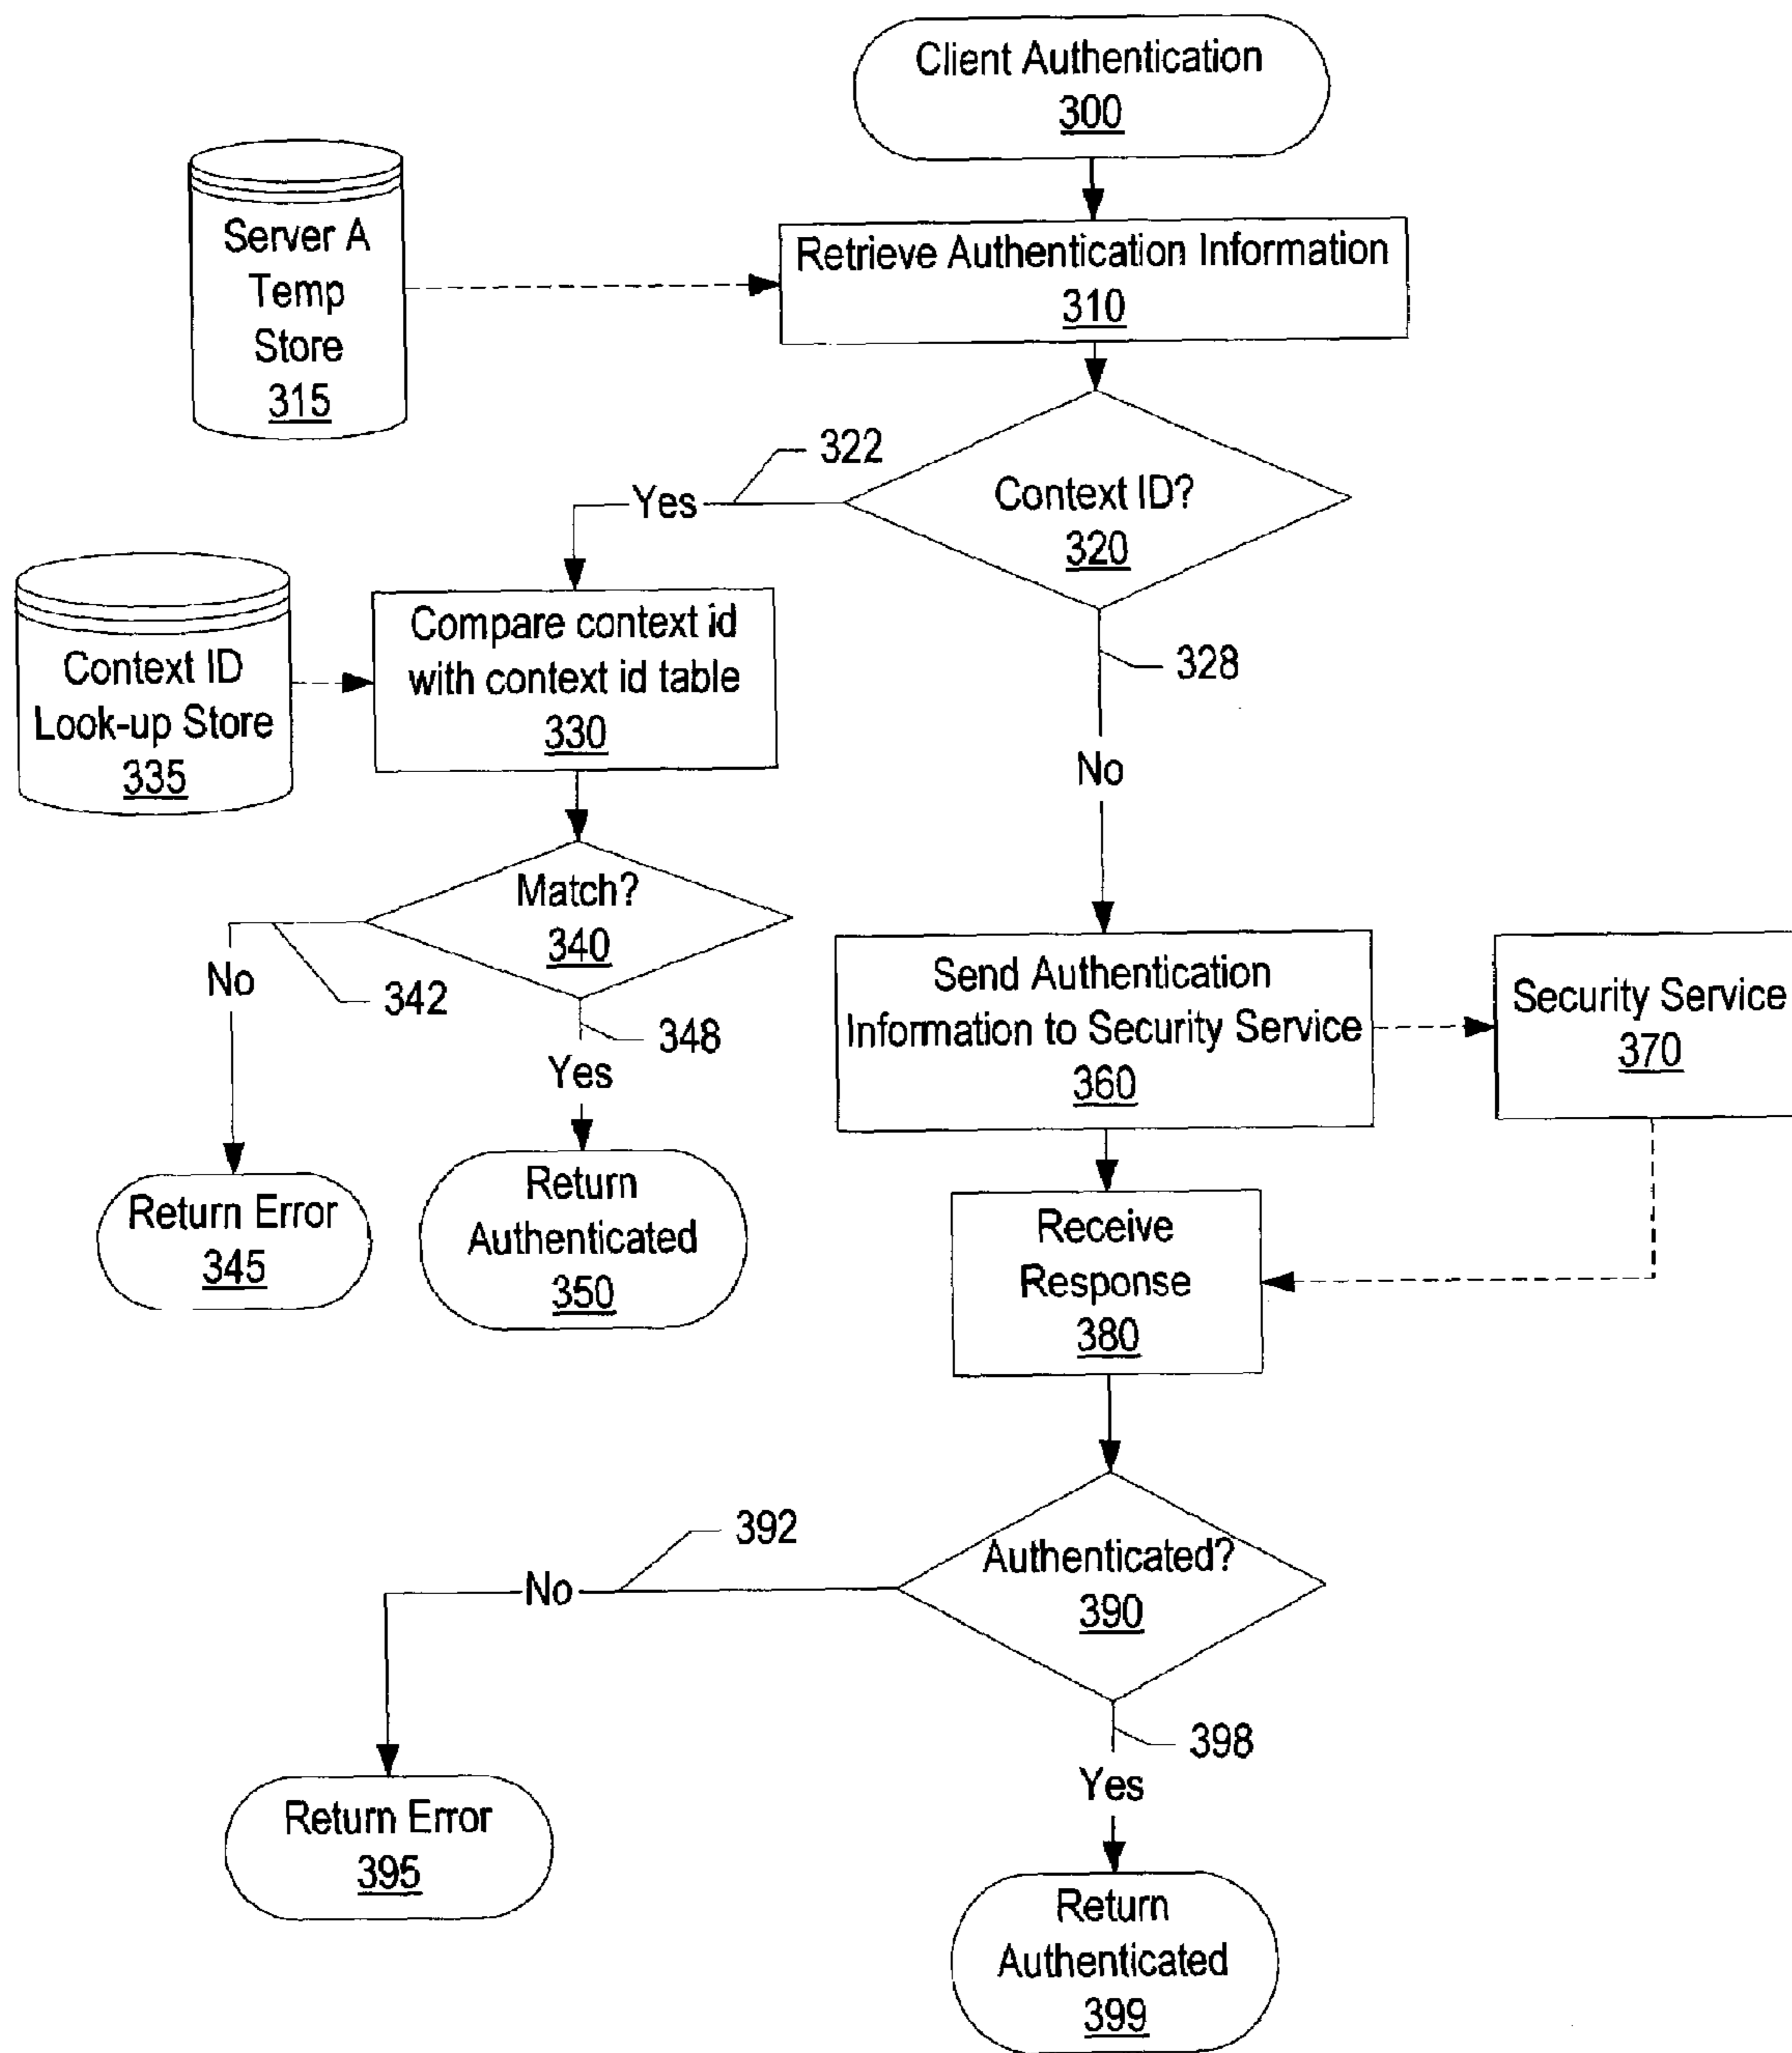 Client Authentication
300
Server A
Temp
Store
315
Retrieve Authentication Information
310
322
Yes
Context ID?
320
Context ID
Look-up Store
335
Compare context id
with context id table
330
328
No
Match?
340
No
342
348
Yes
Send Authentication
Information to Security Service
360
Security Service
370
Return Error
345
Return
Authenticated
350
Receive
Response
380
392
No
Authenticated?
390
398
Yes
Return Error
395
Return
Authenticated
399